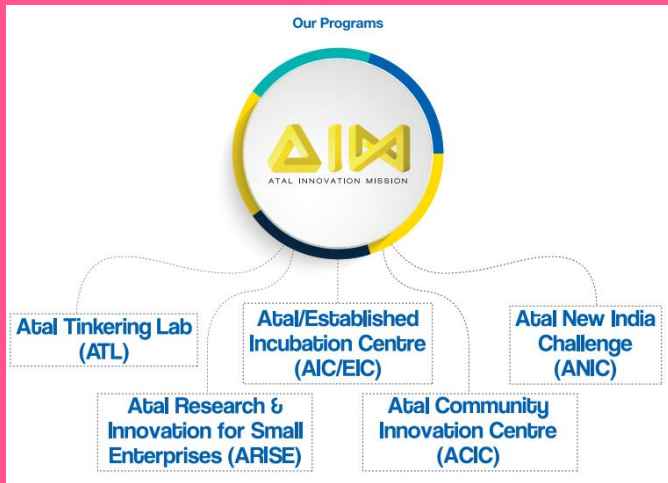 Our Programs
AIM
ATAL INNOVATION MISSION
Atal Tinkering Lab
(ATL)
Atal/Established
Incubation Centre
(AIC/EIC)
Atal New India
Challenge
(ANIC)
Atal Research &
Innovation for Small
Enterprises (ARISE)
Atal Community
Innovation Centre
(ACIC)